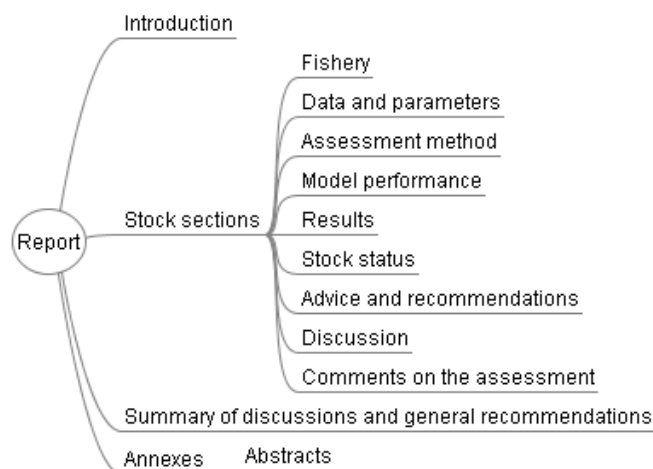 Introduction
Fishery
Data and parameters
Assessment method
Model performance
Stock sections
Results
Report
Stock status
Advice and recommendations
Discussion
Comments on the assessment
Summary of discussions and general recommendations
Annexes
Abstracts